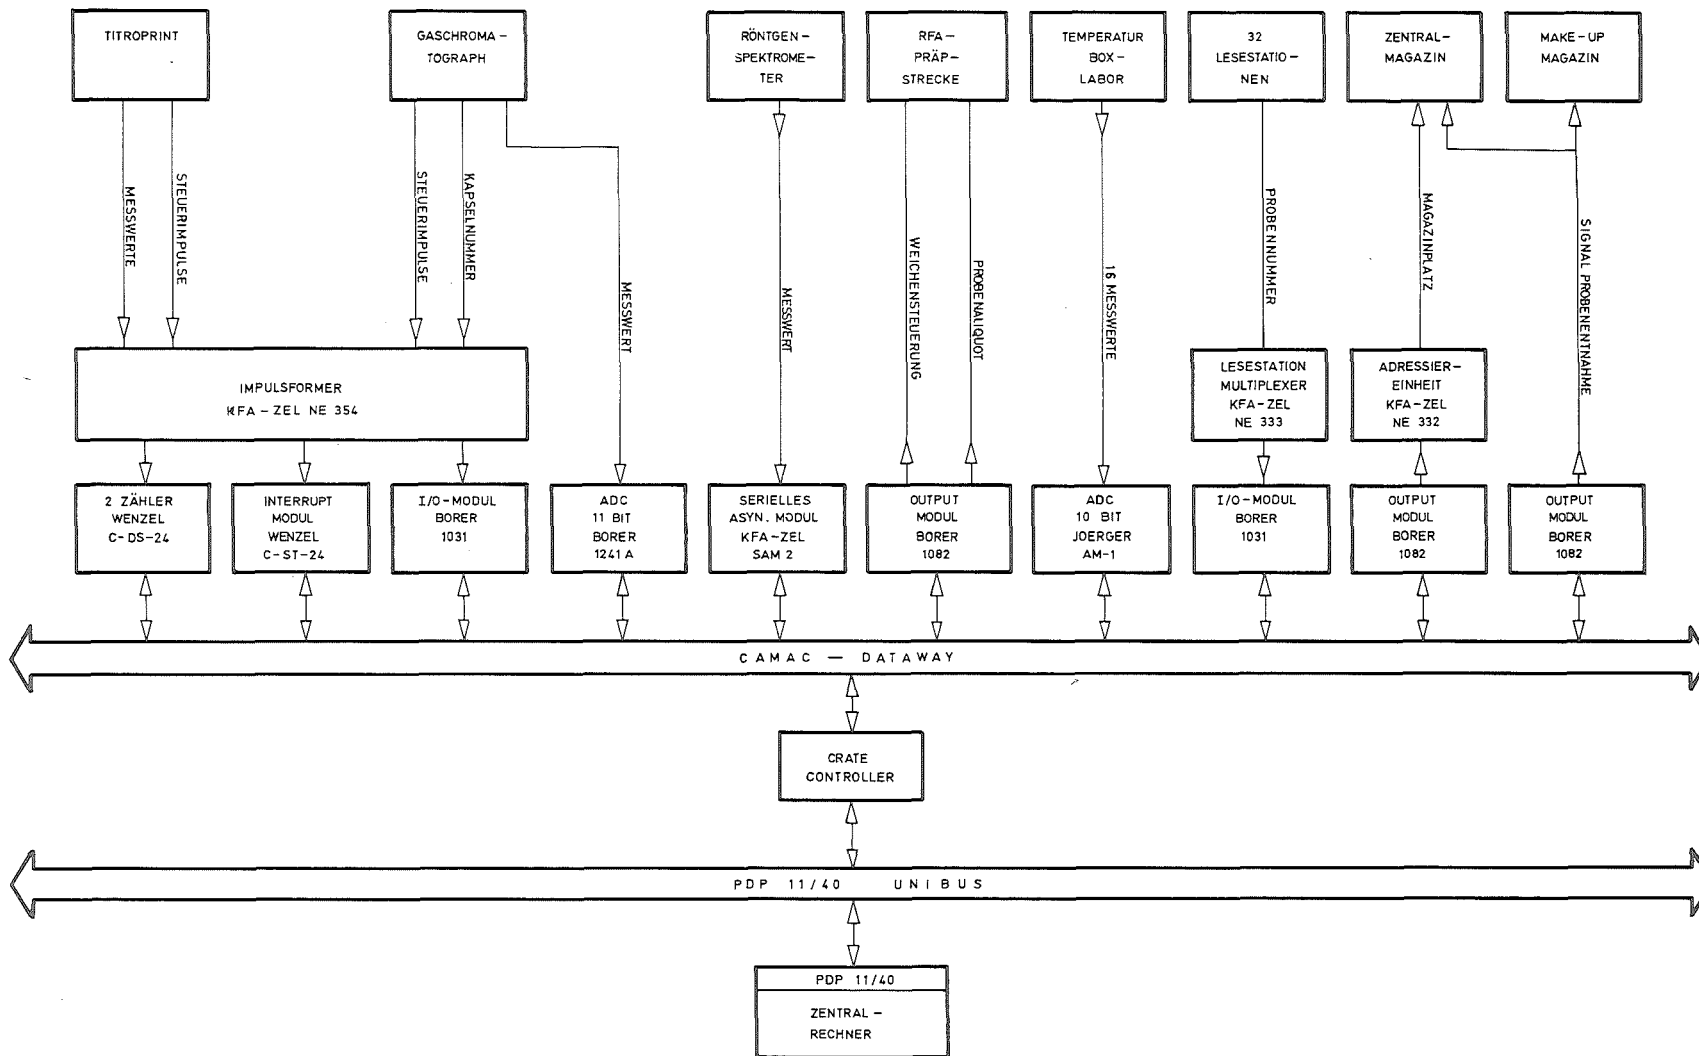 TITROPRINT
GASCHROMA-
TOGRAPH
RÖNTGEN-
SPEKTROME-
TER
RFA-
PRÄP-
STRECKE
TEMPERATUR
BOX-
LABOR
32
LESESTATIO-
NEN
ZENTRAL-
MAGAZIN
MAKE-UP
MAGAZIN
MESSWERTE
STEUERIMPULSE
STEUERIMPULSE
KAPSELNUMMER
MESSWERT
MESSWERT
WEICHENSTEUERUNG
PROBENALIQUOT
16 MESSWERTE
PROBENNUMMER
MAGAZINPLATZ
SIGNAL PROBENENTNAHME
IMPULSFORMER
KFA-ZEL NE 354
LESESTATION
MULTIPLEXER
KFA-ZEL
NE 333
ADRESSIER-
EINHEIT
KFA-ZEL
NE 332
2 ZÄHLER
WENZEL
C-DS-24
INTERRUPT
MODUL
WENZEL
C-ST-24
I/O-MODUL
BORER
1031
ADC
11 BIT
BORER
1241 A
SERIELLES
ASYN. MODUL
KFA-ZEL
SAM 2
OUTPUT
MODUL
BORER
1082
ADC
10 BIT
JOERGER
AM-1
I/O-MODUL
BORER
1031
OUTPUT
MODUL
BORER
1082
OUTPUT
MODUL
BORER
1082
CAMAC — DATAWAY
CRATE
CONTROLLER
PDP 11/40 UNIBUS
PDP 11/40
ZENTRAL-
RECHNER